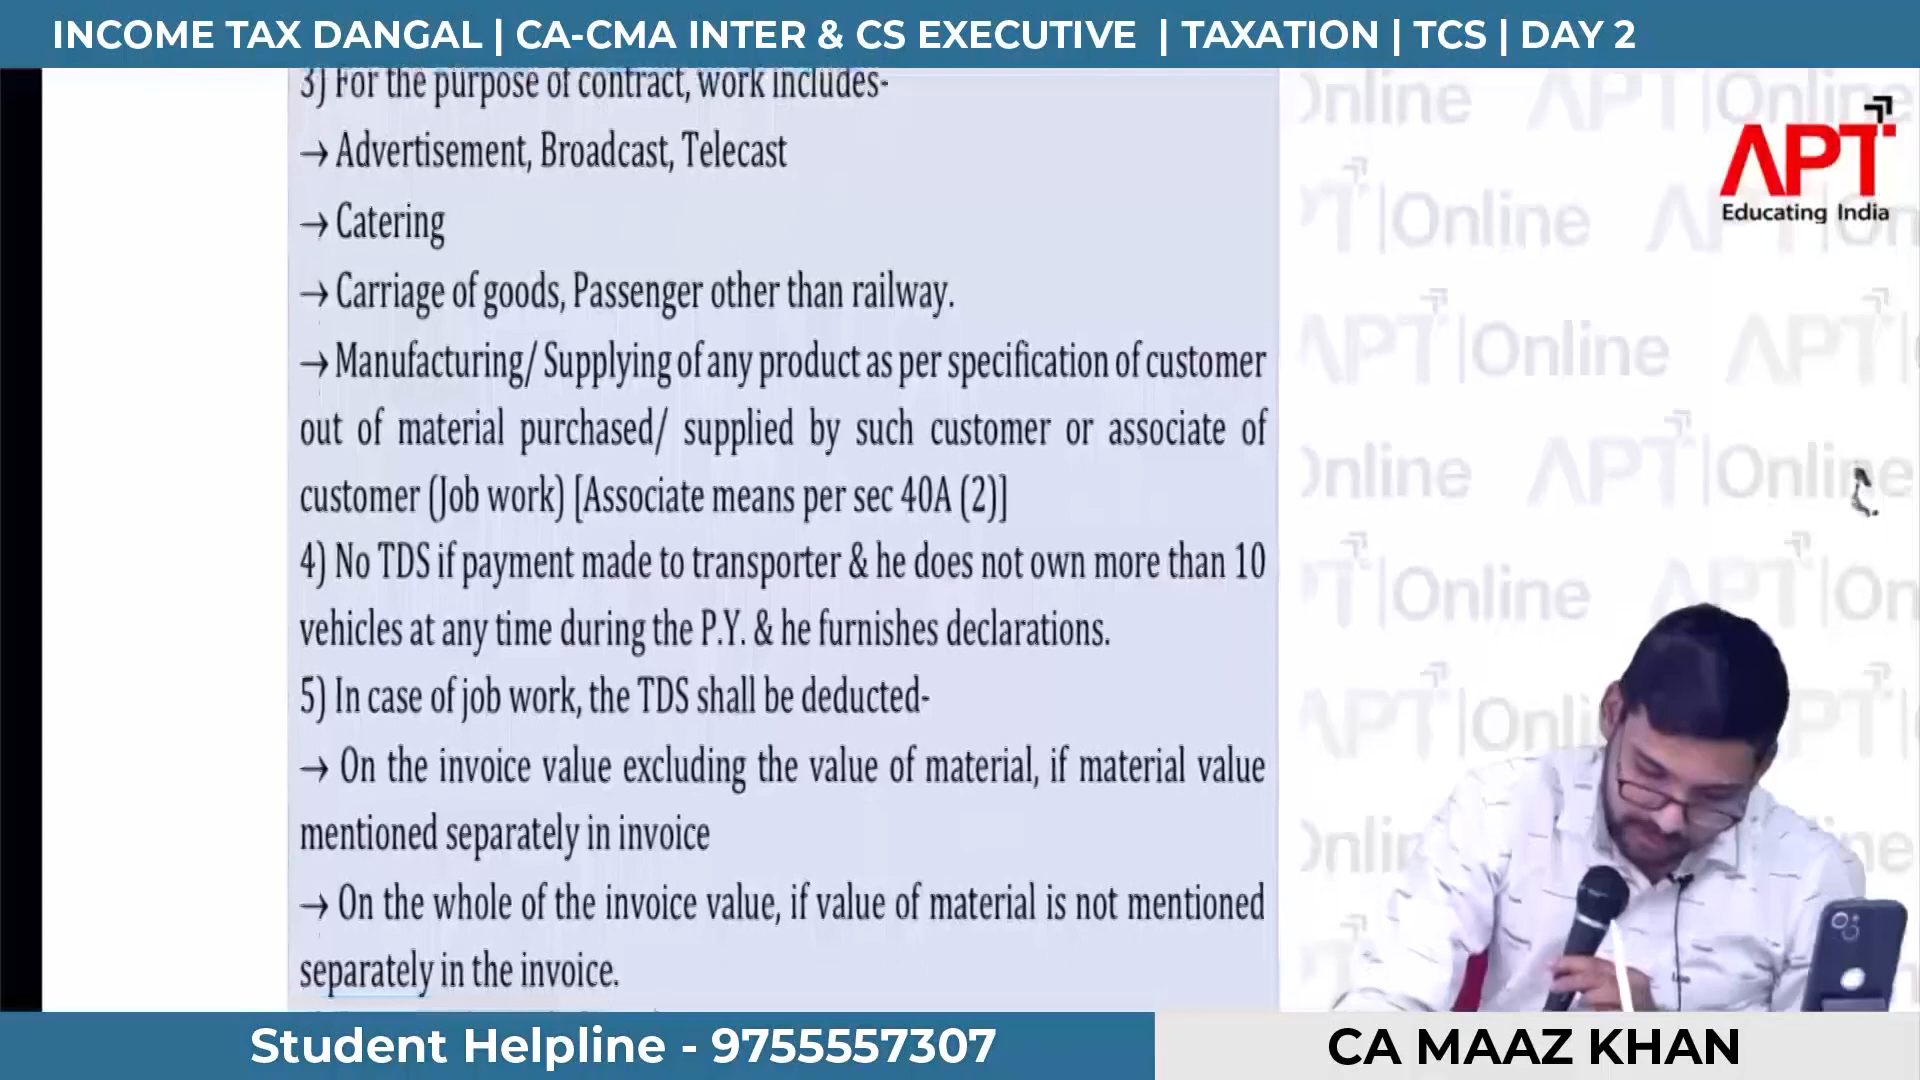 INCOME TAX DANGAL | CA-CMA INTER & CS EXECUTIVE | TAXATION | TCS | DAY 2
3) For the purpose of contract, work includes-
→ Advertisement, Broadcast, Telecast
→ Catering
→ Carriage of goods, Passenger other than railway.
→ Manufacturing/ Supplying of any product as per specification of customer
out of material purchased/ supplied by such customer or associate of
customer (Job work) [Associate means per sec 40A (2)]
4) No TDS if payment made to transporter & he does not own more than 10
vehicles at any time during the P.Y. & he furnishes declarations.
5) In case of job work, the TDS shall be deducted-
→ On the invoice value excluding the value of material, if material value
mentioned separately in invoice
→ On the whole of the invoice value, if value of material is not mentioned
separately in the invoice.
APT
Educating India
APT|Online
Student Helpline - 9755557307
CA MAAZ KHAN